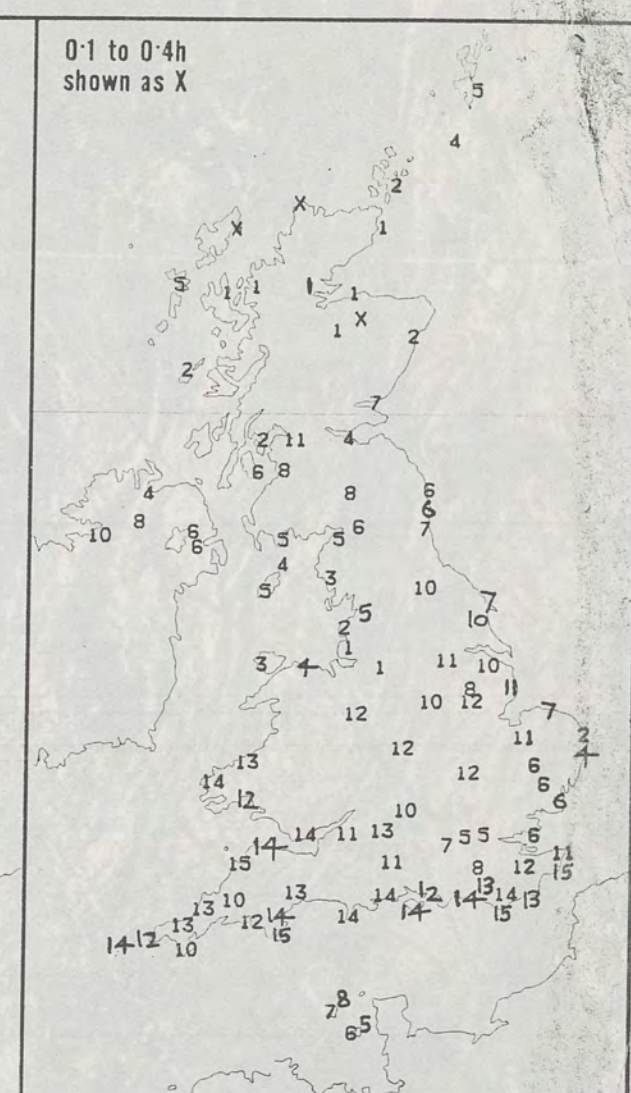 0·1 to 0·4h
shown as X
5
4
2
X
X 1
5 1 1 1 1
X
1 2
2
7
2 11 4
6 8
8 6
4 6
8 6 7
10 6 5 5 6
4
5 3 10
7
5 10
2
1
3 4 1 11 10
8 11
12 10 12
7
11 2
12 4
13 12 6
14 6
12 6
10
14 11 13 5 5 6
14 7
15 11 8 12 11
15
13 10 13 14 12 13 14 13
14 14 15
13 12 14 14
14 12 10 15
8
7 5
6